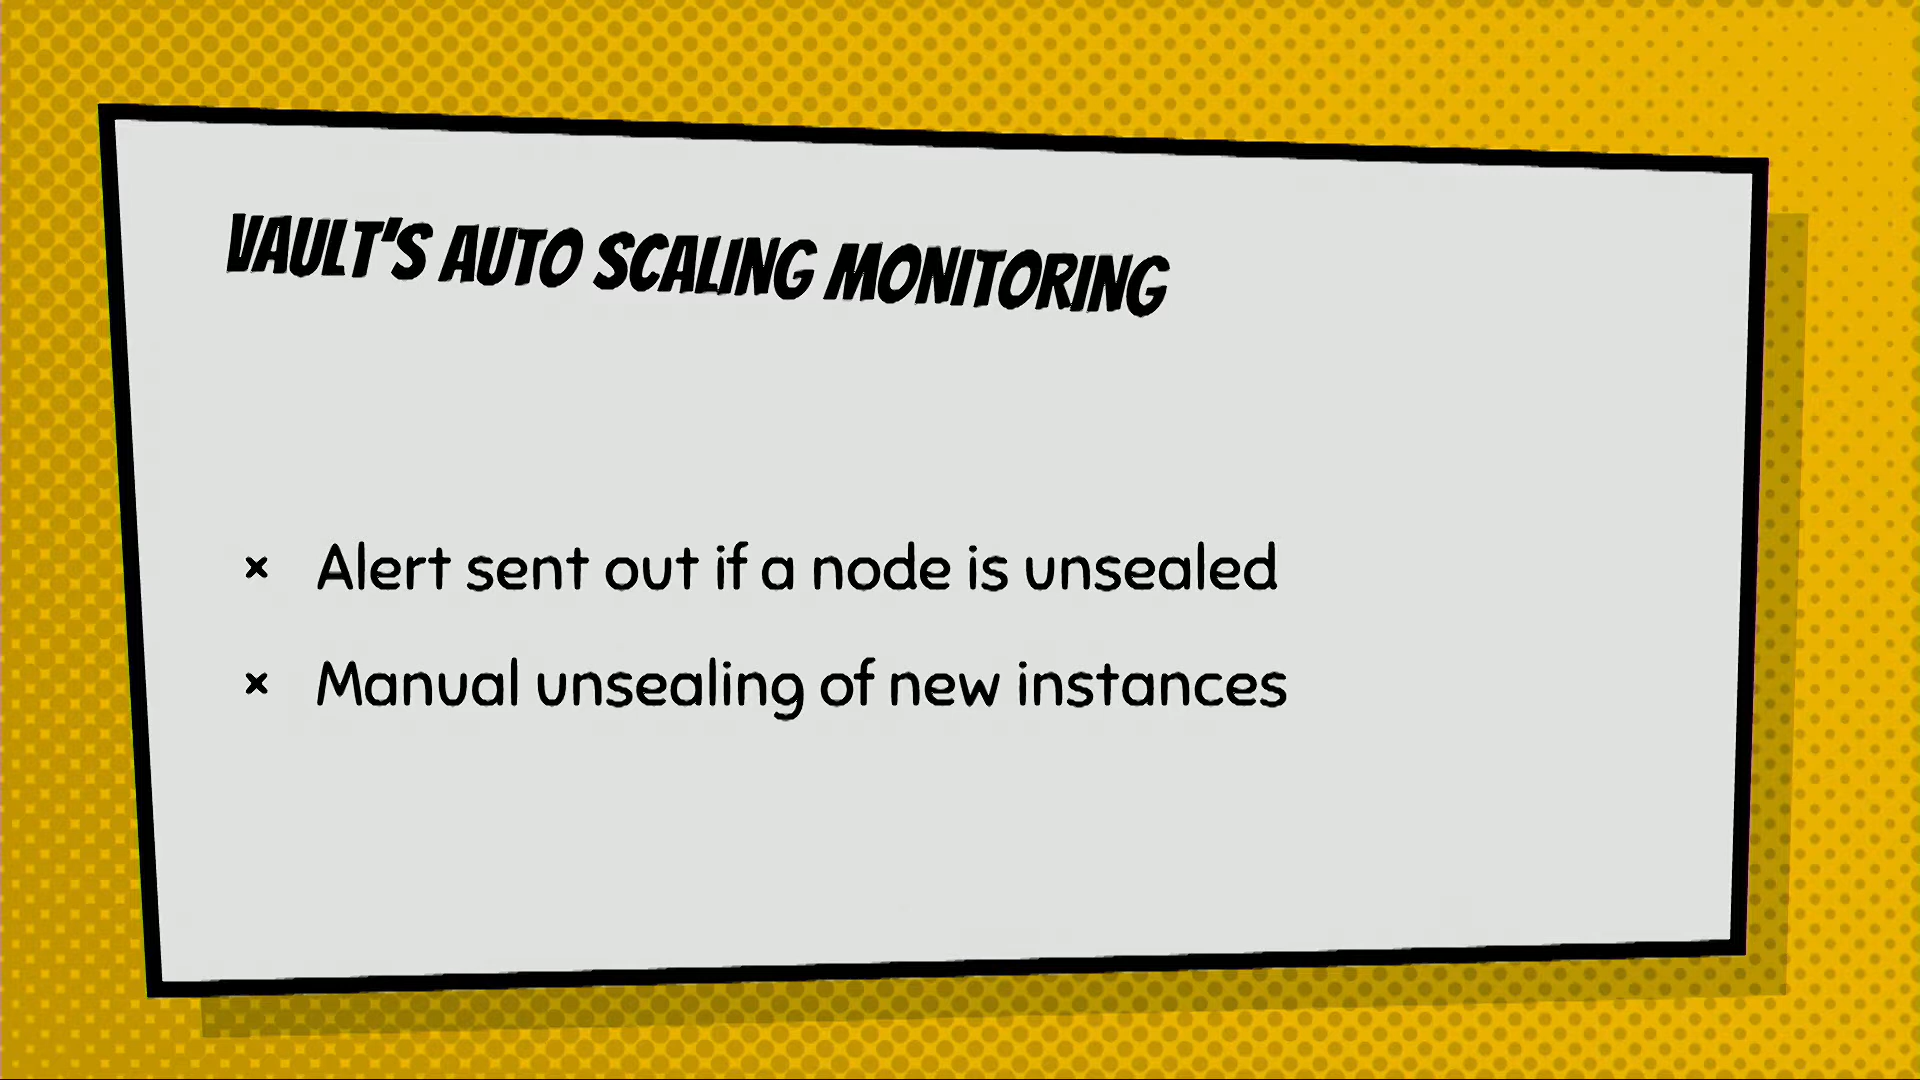 VAULT'S AUTO SCALING MONITORING
× Alert sent out if a node is unsealed
× Manual unsealing of new instances